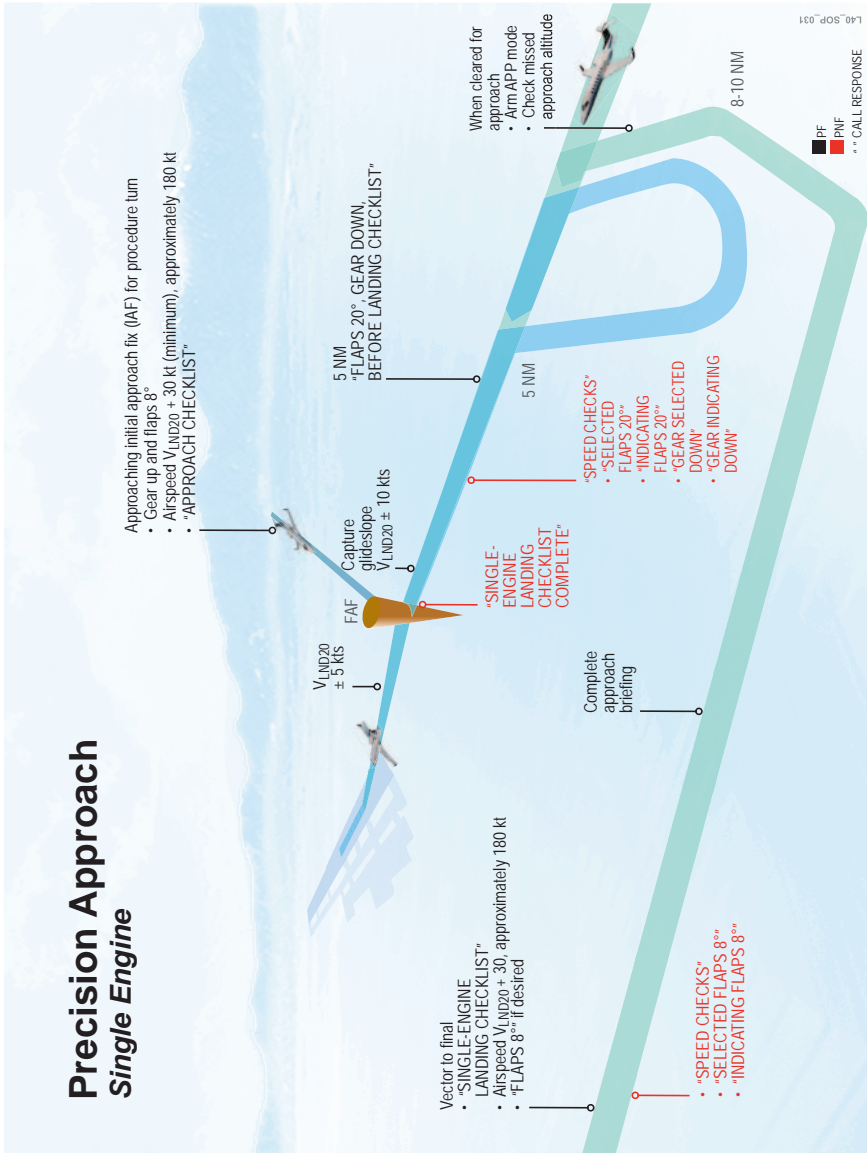 Precision Approach
Single Engine
Approaching initial approach fix (IAF) for procedure turn
• Gear up and flaps 8°
• Airspeed VLND20 + 30 kt (minimum), approximately 180 kt
• "APPROACH CHECKLIST"
VLND20
± 5 kts
FAF
Capture
glideslope
VLND20 ± 10 kts
5 NM
"FLAPS 20°, GEAR DOWN,
BEFORE LANDING CHECKLIST"
When cleared for
approach
• Arm APP mode
• Check missed
approach altitude
"SINGLE-
ENGINE
LANDING
CHECKLIST
COMPLETE"
5 NM
"SPEED CHECKS"
• "SELECTED
FLAPS 20°"
• "INDICATING
FLAPS 20°"
• "GEAR SELECTED
DOWN"
• "GEAR INDICATING
DOWN"
8-10 NM
Vector to final
• "SINGLE-ENGINE
LANDING CHECKLIST"
• Airspeed VLND20 + 30, approximately 180 kt
• "FLAPS 8°" if desired
Complete
approach
briefing
• "SPEED CHECKS"
• "SELECTED FLAPS 8°"
• "INDICATING FLAPS 8°"
PF
PNF
" " CALL RESPONSE
L40_SOP_031